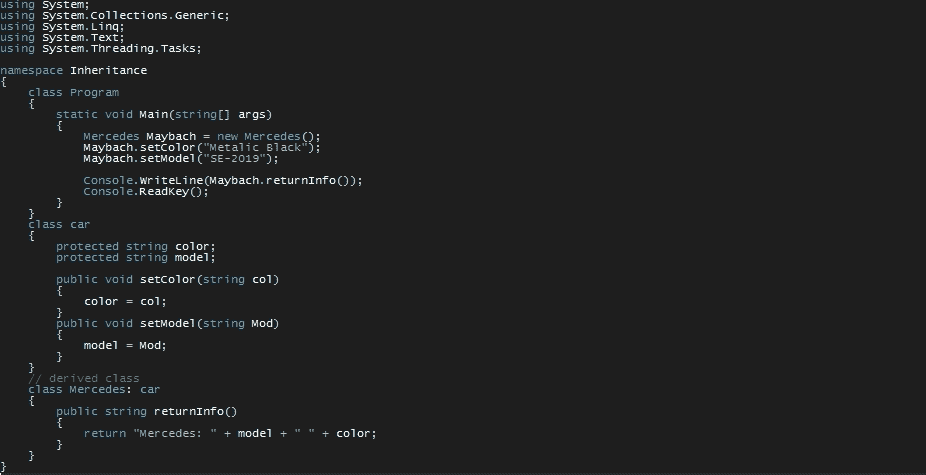 using System;
using System.Collections.Generic;
using System.Linq;
using System.Text;
using System.Threading.Tasks;

namespace Inheritance
{
    class Program
    {
        static void Main(string[] args)
        {
            Mercedes Maybach = new Mercedes();
            Maybach.setColor("Metalic Black");
            Maybach.setModel("SE-2019");

            Console.WriteLine(Maybach.returnInfo());
            Console.ReadKey();
        }
    }
    class car
    {
        protected string color;
        protected string model;

        public void setColor(string col)
        {
            color = col;
        }
        public void setModel(string Mod)
        {
            model = Mod;
        }
    }
    // derived class
    class Mercedes: car
    {
        public string returnInfo()
        {
            return "Mercedes: " + model + " " + color;
        }
    }
}